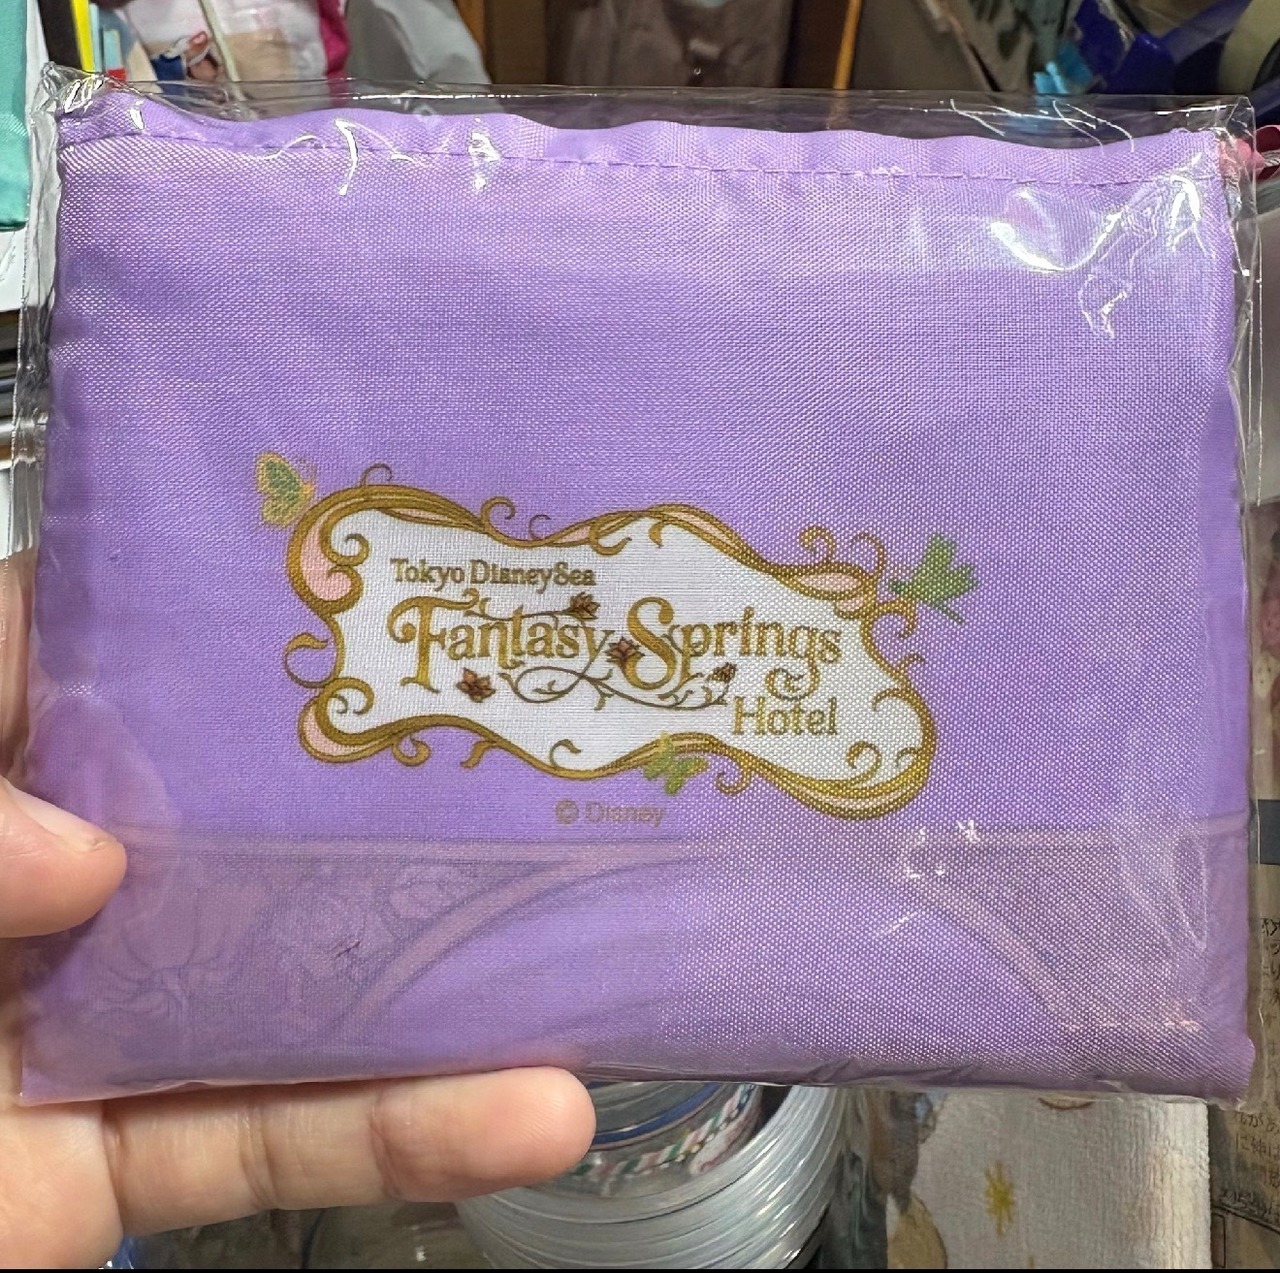 Tokyo DisneySea
Fantasy Springs
Hotel
© Disney